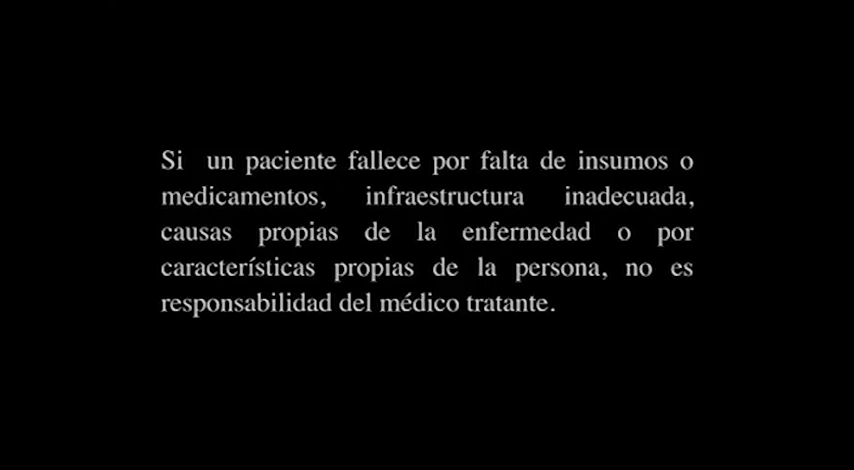 Si un paciente fallece por falta de insumos o
medicamentos, infraestructura inadecuada,
causas propias de la enfermedad o por
características propias de la persona, no es
responsabilidad del médico tratante.